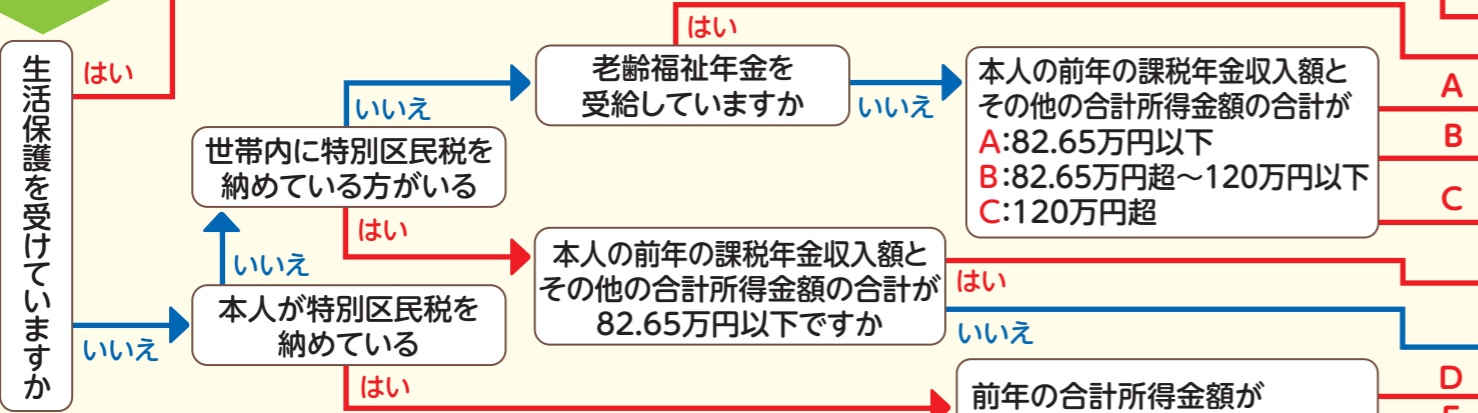 生活保護を受けていますか
はい
いいえ
本人が特別区民税を
納めている
いいえ
はい
世帯内に特別区民税を
納めている方がいる
いいえ
はい
老齢福祉年金を
受給していますか
はい
いいえ
本人の前年の課税年金収入額と
その他の合計所得金額の合計が
A:82.65万円以下
B:82.65万円超～120万円以下
C:120万円超
A
B
C
本人の前年の課税年金収入額と
その他の合計所得金額の合計が
82.65万円以下ですか
はい
いいえ
前年の合計所得金額が
D